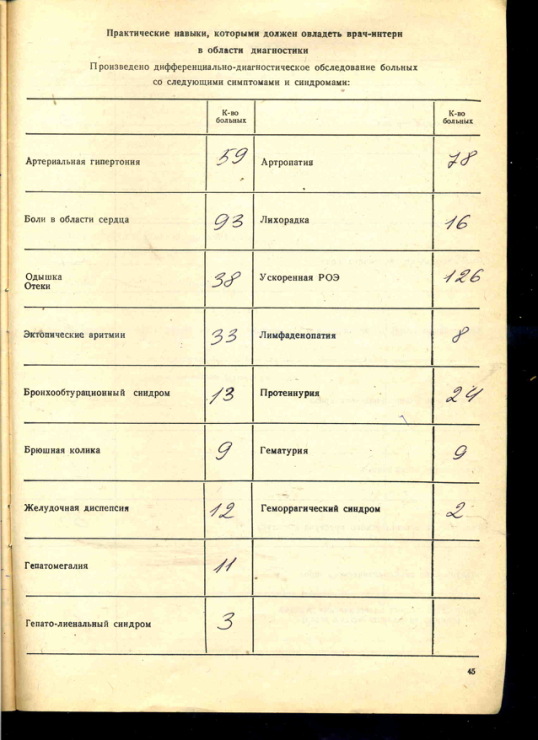 Практические навыки, которыми должен овладеть врач-интерн
в области диагностики
Произведено дифференциально-диагностическое обследование больных
со следующими симптомами и синдромами:
К-во
больных
К-во
больных
Артериальная гипертония 59 Артропатия 78
Боли в области сердца 93 Лихорадка 16
Одышка
Отеки 38 Ускоренная РОЭ 126
Эктопические аритмии 33 Лимфаденопатия 8
Бронхообтурационный синдром 13 Протеинурия 24
Брюшная колика 9 Гематурия 9
Желудочная диспепсия 12 Геморрагический синдром 2
Гепатомегалия 11
Гепато-лиенальный синдром 3
45